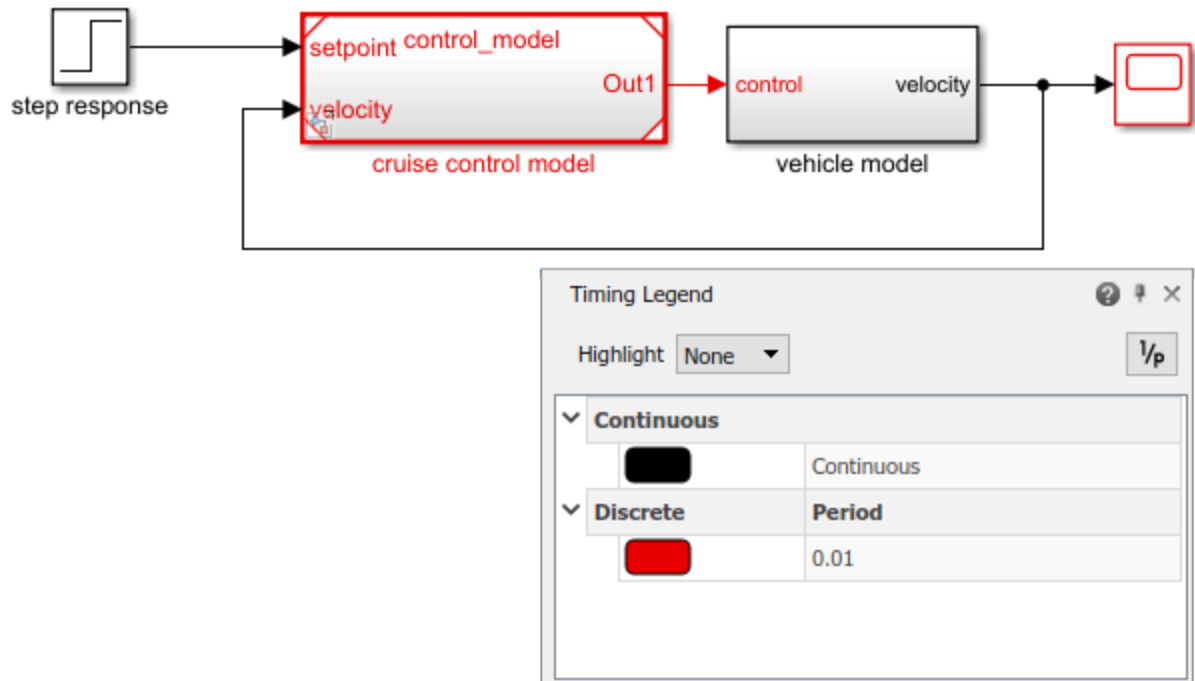 setpoint control_model
Out1
velocity
control
velocity
step response
cruise control model
vehicle model
Timing Legend
Highlight None
1/p
Continuous
Continuous
Discrete Period
0.01